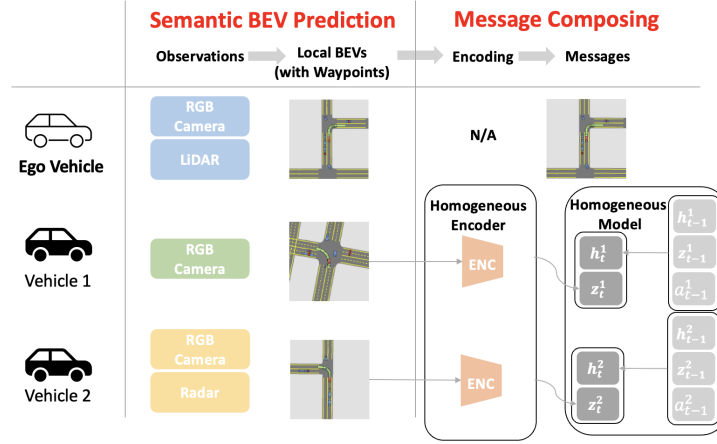 Semantic BEV Prediction
Message Composing
Observations
Local BEVs
(with Waypoints)
Encoding
Messages
Ego Vehicle
RGB
Camera
LiDAR
N/A
Homogeneous
Encoder
Homogeneous
Model
Vehicle 1
RGB
Camera
ENC
h_t^1
z_t^1
h_{t-1}^1
z_{t-1}^1
a_{t-1}^1
Vehicle 2
RGB
Camera
Radar
ENC
h_t^2
z_t^2
h_{t-1}^2
z_{t-1}^2
a_{t-1}^2